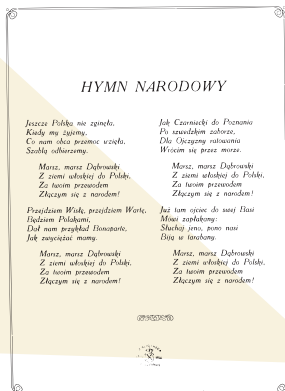 HYMN NARODOWY
Jeszcze Polska nie zginęła,
Kiedy my żyjemy,
Co nam obca przemoc wzięła,
Szablą odbierzemy.
Marsz, marsz Dąbrowski
Z ziemi włoskiej do Polski,
Za twoim przewodem
Złączym się z narodem!
Przejdziem Wisłę, przejdziem Wartę,
Będziem Polakami,
Dał nam przykład Bonaparte,
Jak zwyciężać mamy.
Marsz, marsz Dąbrowski
Z ziemi włoskiej do Polski,
Za twoim przewodem
Złączym się z narodem!
Jak Czarniecki do Poznania
Po szwedzkim zaborze,
Dla Ojczyzny ratowania
Wrócim się przez morze.
Marsz, marsz Dąbrowski
Z ziemi włoskiej do Polski,
Za twoim przewodem
Złączym się z narodem!
Już tam ojciec do swej Basi
Mówi zapłakany:
Słuchaj jeno, pono nasi
Biją w tarabany.
Marsz, marsz Dąbrowski
Z ziemi włoskiej do Polski,
Za twoim przewodem
Złączym się z narodem!